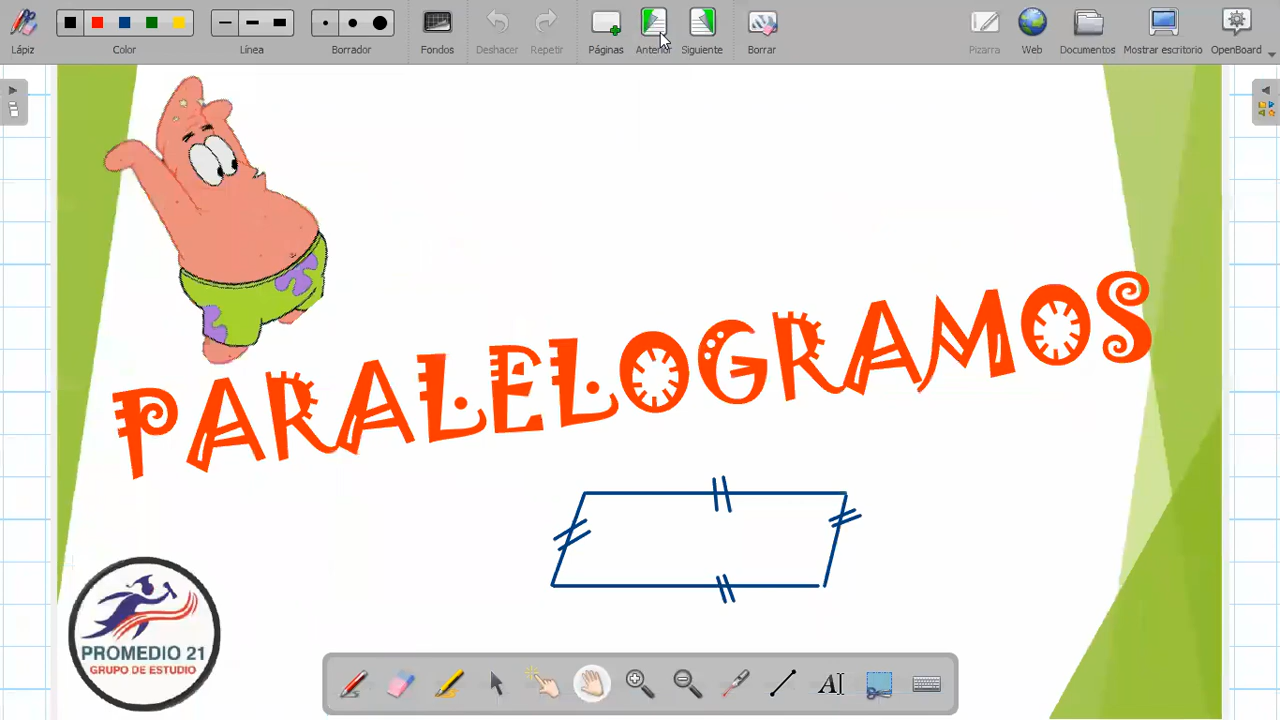 Lápiz
Color
Línea
Borrador
Fondos
Deshacer
Repetir
Páginas
Anterior
Siguiente
Borrar
Pizarra
Web
Documentos
Mostrar escritorio
OpenBoard
PARALELOGRAMOS
PROMEDIO 21
GRUPO DE ESTUDIO
AI